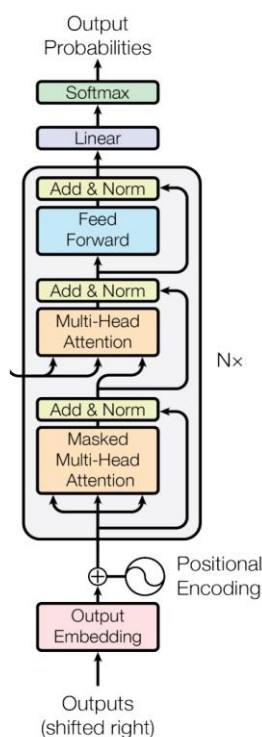 Output
Probabilities
Softmax
Linear
Add & Norm
Feed
Forward
Add & Norm
Multi-Head
Attention
N×
Add & Norm
Masked
Multi-Head
Attention
Positional
Encoding
Output
Embedding
Outputs
(shifted right)